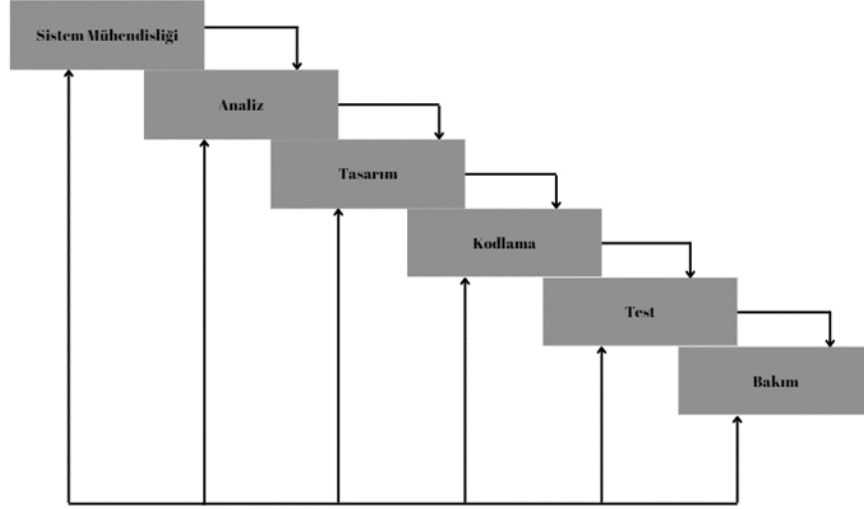 Sistem Mühendisliği
Analiz
Tasarım
Kodlama
Test
Bakım